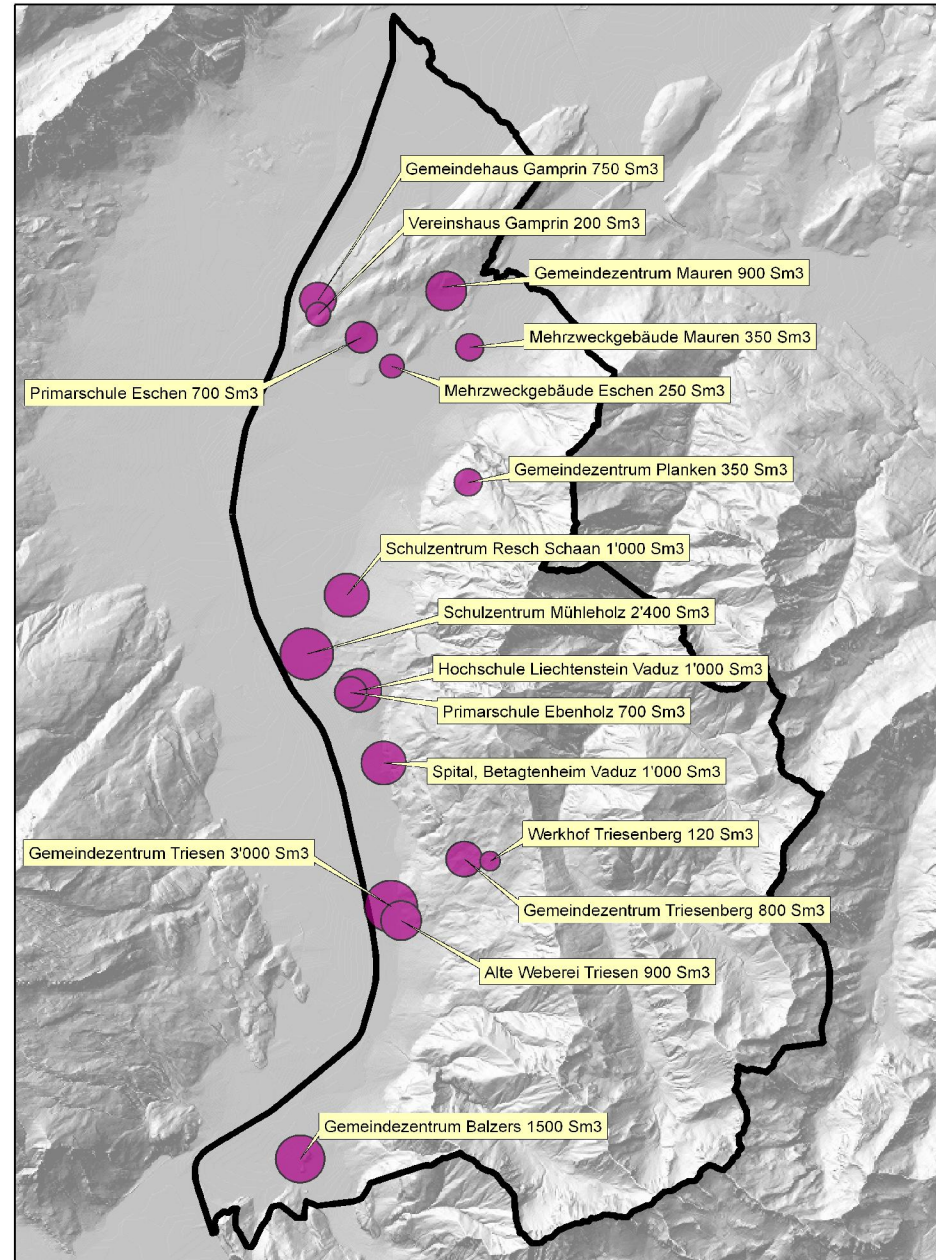 Gemeindehaus Gamprin 750 Sm3
Vereinshaus Gamprin 200 Sm3
Gemeindezentrum Mauren 900 Sm3
Mehrzweckgebäude Mauren 350 Sm3
Primarschule Eschen 700 Sm3
Mehrzweckgebäude Eschen 250 Sm3
Gemeindezentrum Planken 350 Sm3
Schulzentrum Resch Schaan 1'000 Sm3
Schulzentrum Mühleholz 2'400 Sm3
Hochschule Liechtenstein Vaduz 1'000 Sm3
Primarschule Ebenholz 700 Sm3
Spital, Betagtenheim Vaduz 1'000 Sm3
Werkhof Triesenberg 120 Sm3
Gemeindezentrum Triesen 3'000 Sm3
Gemeindezentrum Triesenberg 800 Sm3
Alte Weberei Triesen 900 Sm3
Gemeindezentrum Balzers 1500 Sm3